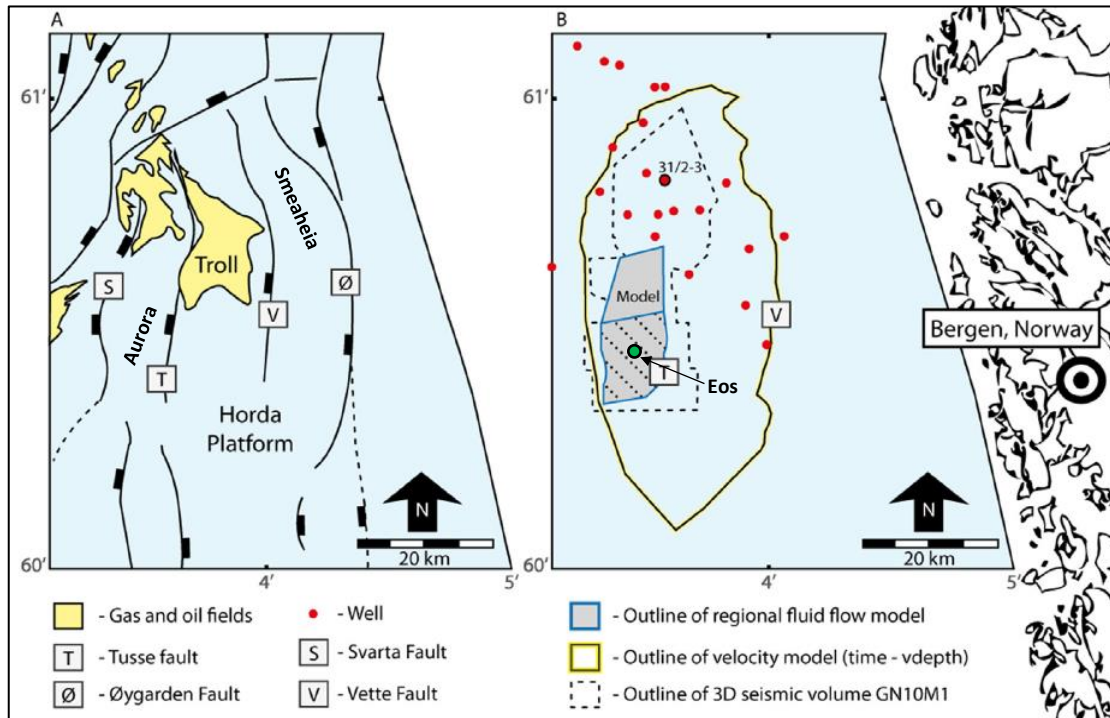 A
B
61'
61'
Smeaheia
31/2-3
Troll
S
Ø
Aurora
V
Model
V
Bergen, Norway
T
T
Eos
Horda
Platform
N
N
20 km
20 km
60'
4'
5'
60'
4'
5'
- Gas and oil fields
- Well
- Outline of regional fluid flow model
T - Tusse fault
S - Svarta Fault
- Outline of velocity model (time - vdepth)
Ø - Øygarden Fault
V - Vette Fault
- Outline of 3D seismic volume GN10M1